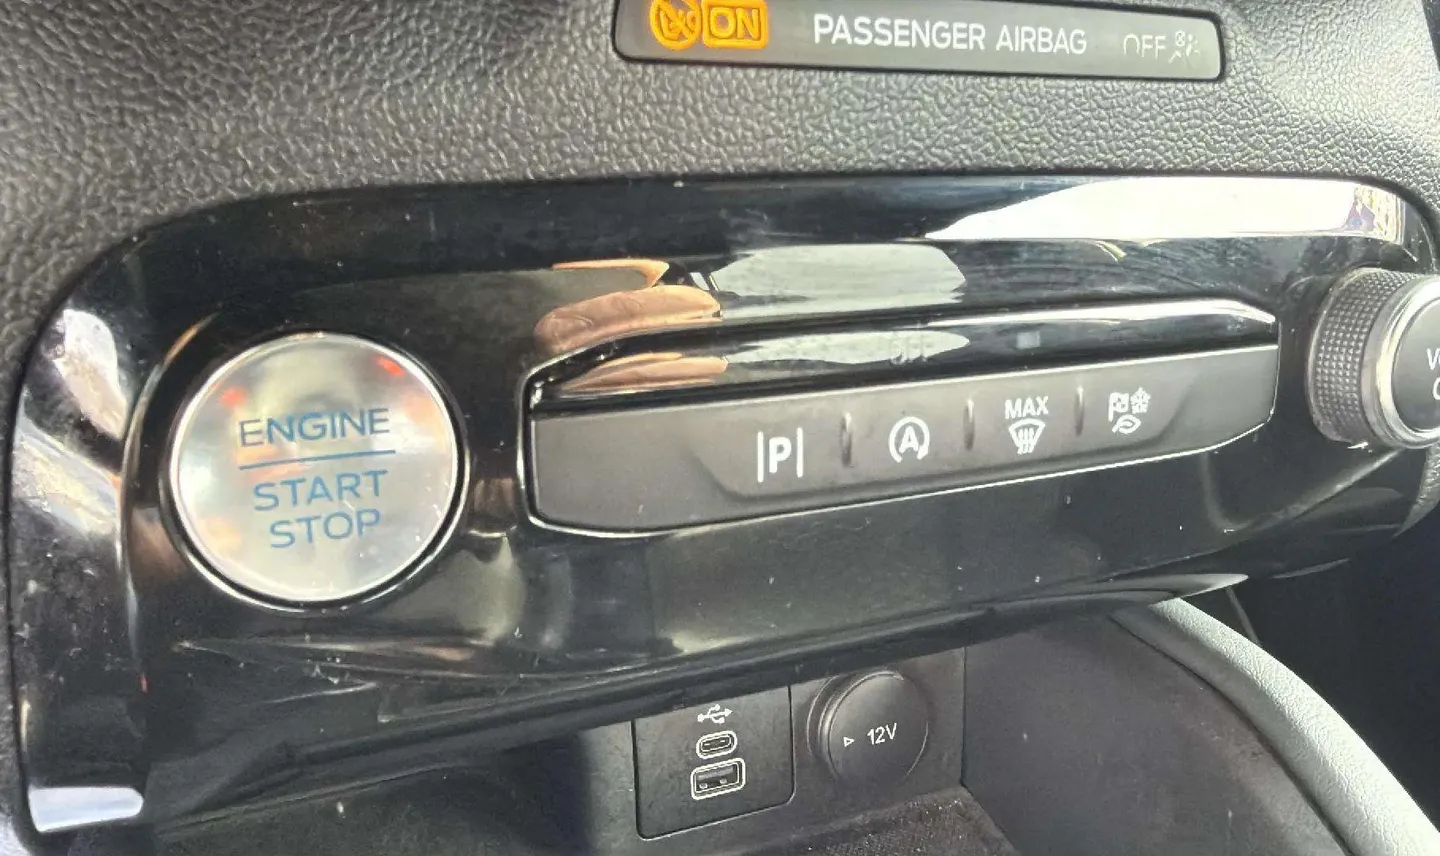 ON PASSENGER AIRBAG OFF
ENGINE
START
STOP
P
A
MAX
V
12V